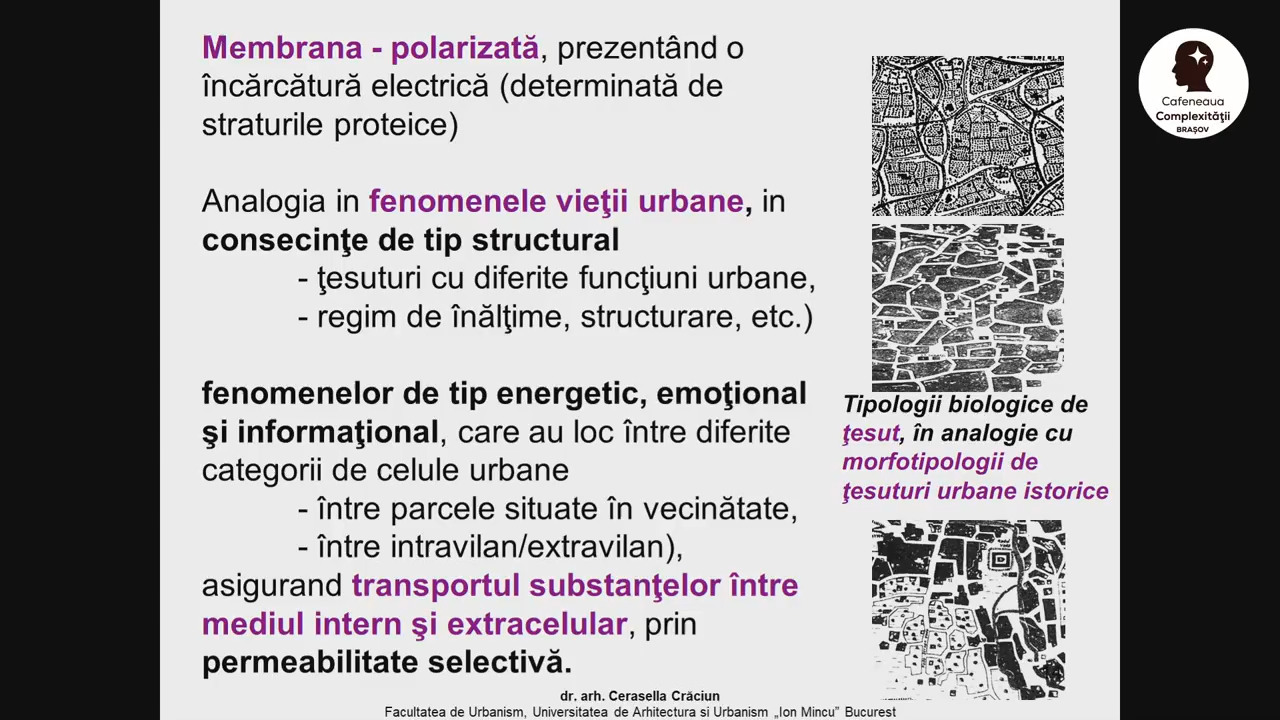 Membrana - polarizată, prezentând o
încărcătură electrică (determinată de
straturile proteice)
Analogia in fenomenele vieţii urbane, in
consecinţe de tip structural
- ţesuturi cu diferite funcţiuni urbane,
- regim de înălţime, structurare, etc.)
fenomenelor de tip energetic, emoţional
şi informaţional, care au loc între diferite
categorii de celule urbane
- între parcele situate în vecinătate,
- între intravilan/extravilan),
asigurand transportul substanţelor între
mediul intern şi extracelular, prin
permeabilitate selectivă.
Tipologii biologice de
ţesut, în analogie cu
morfotipologii de
ţesuturi urbane istorice
dr. arh. Cerasella Crăciun
Facultatea de Urbanism, Universitatea de Arhitectura si Urbanism „Ion Mincu” Bucurest
Cafeneaua
Complexităţii
BRAŞOV